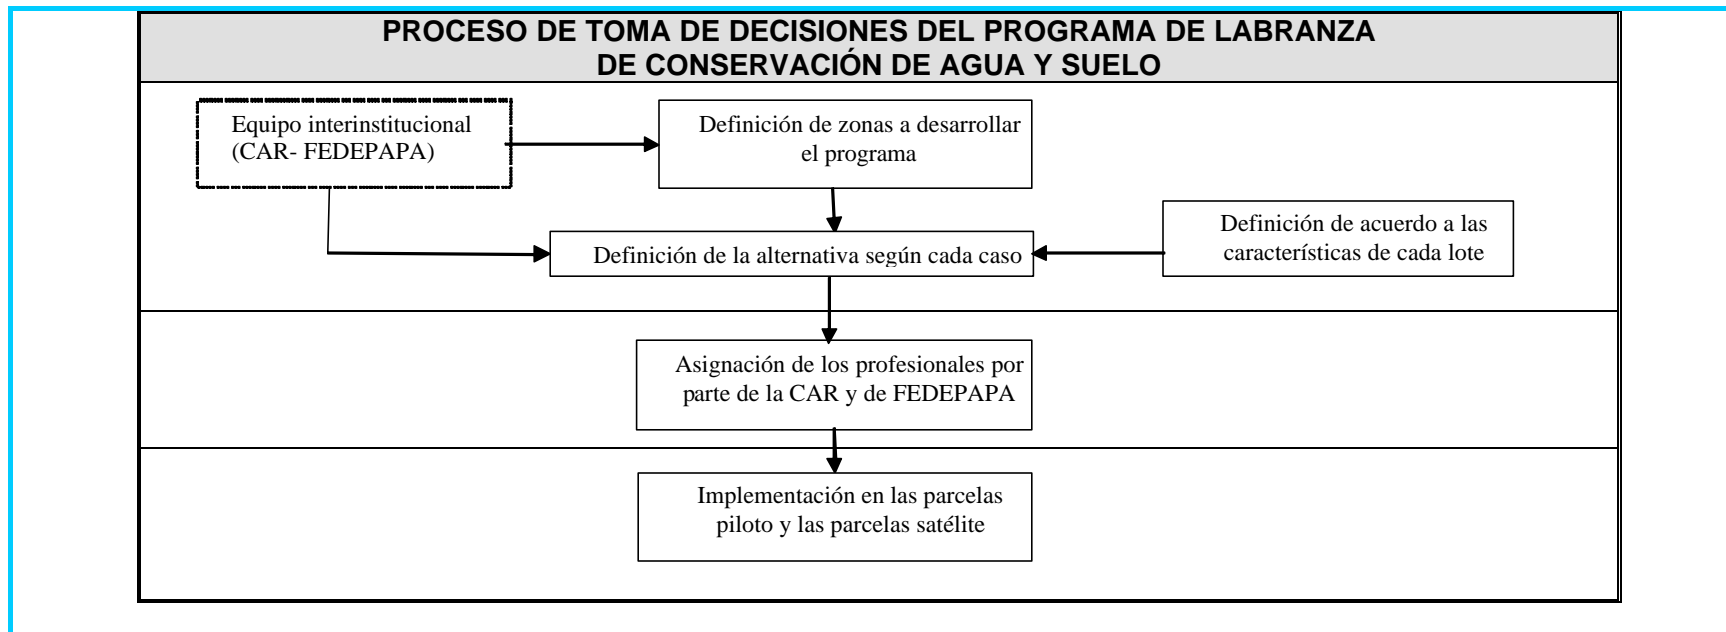 PROCESO DE TOMA DE DECISIONES DEL PROGRAMA DE LABRANZA
DE CONSERVACIÓN DE AGUA Y SUELO
Equipo interinstitucional
(CAR- FEDEPAPA)
Definición de zonas a desarrollar
el programa
Definición de acuerdo a las
características de cada lote
Definición de la alternativa según cada caso
Asignación de los profesionales por
parte de la CAR y de FEDEPAPA
Implementación en las parcelas
piloto y las parcelas satélite